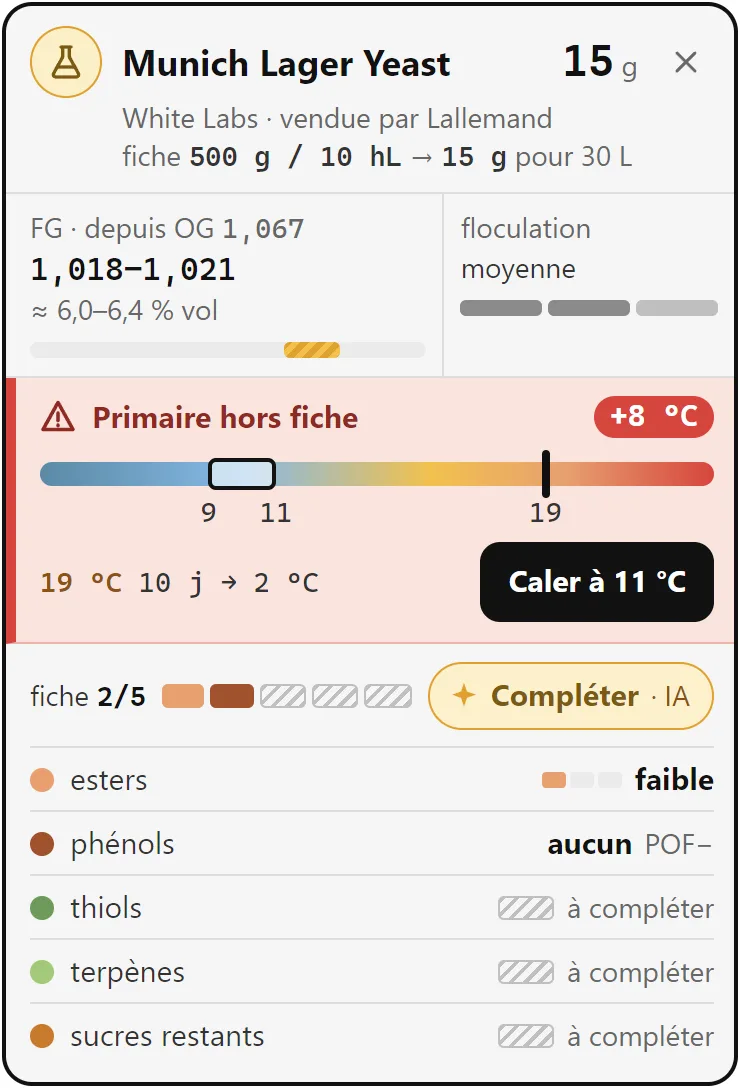 Munich Lager Yeast 15 g
White Labs · vendue par Lallemand
fiche 500 g / 10 hL → 15 g pour 30 L
FG · depuis OG 1,067
1,018–1,021
≈ 6,0–6,4 % vol
floculation
moyenne
Primaire hors fiche +8 °C
9 11 19
19 °C 10 j → 2 °C Caler à 11 °C
fiche 2/5 Compléter · IA
esters faible
phénols aucun POF−
thiols à compléter
terpènes à compléter
sucres restants à compléter